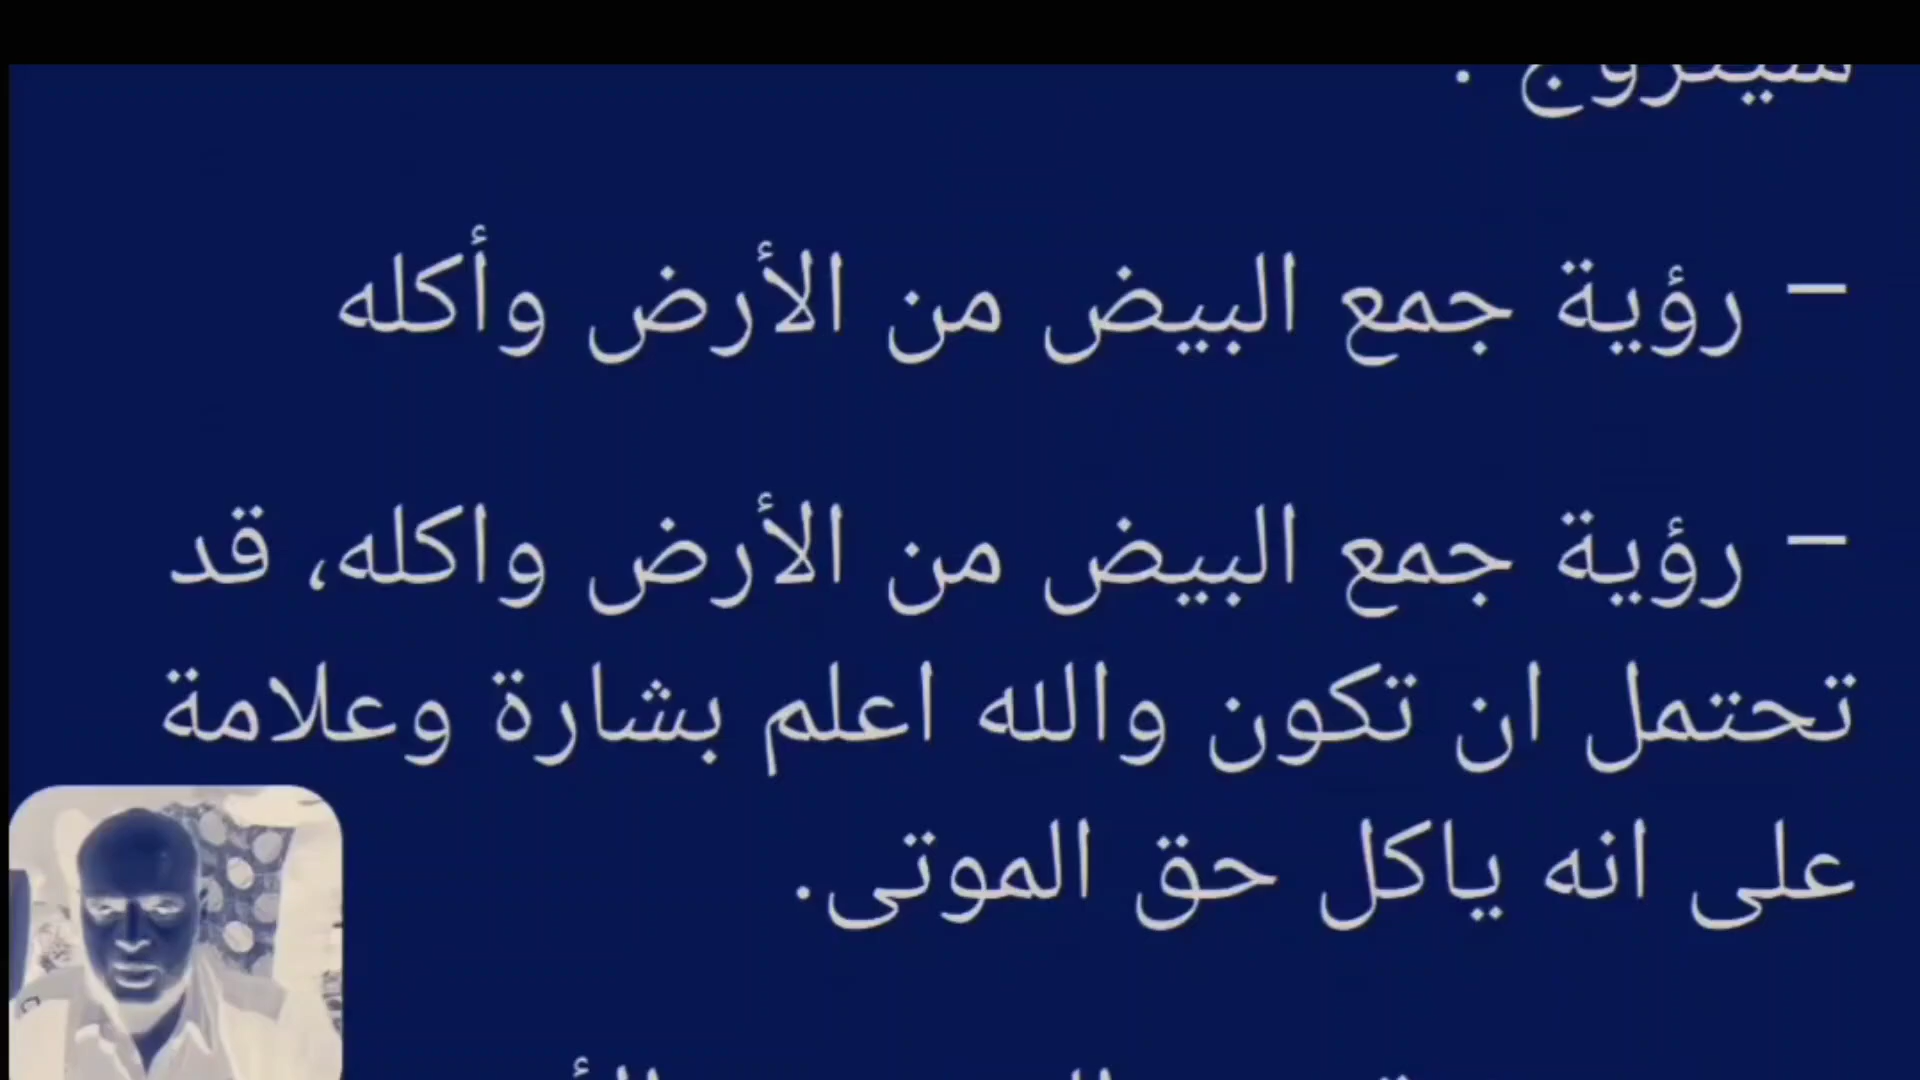 سيتزوج .
– رؤية جمع البيض من الأرض وأكله
– رؤية جمع البيض من الأرض واكله، قد
تحتمل ان تكون والله اعلم بشارة وعلامة
على انه ياكل حق الموتى.